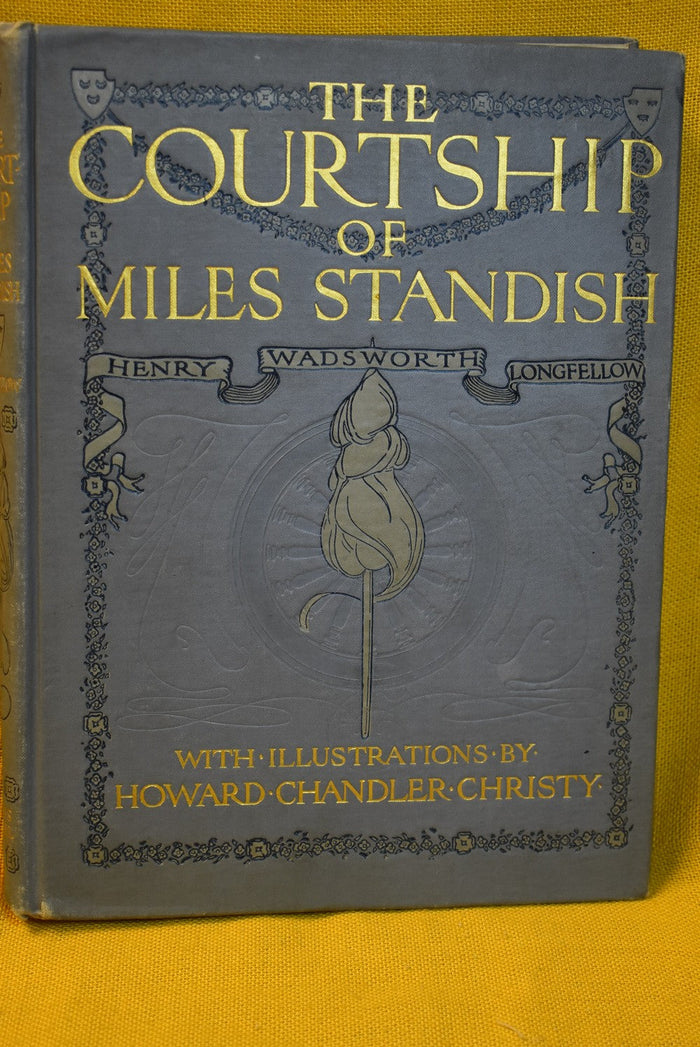 THE
COURTSHIP
OF
MILES STANDISH
HENRY WADSWORTH LONGFELLOW
WITH·ILLUSTRATIONS·BY·
HOWARD·CHANDLER·CHRISTY·